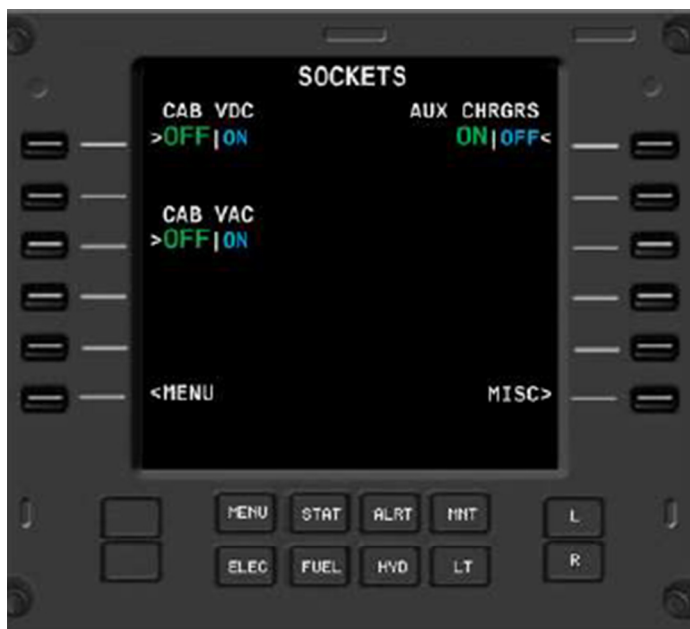 SOCKETS
CAB VDC AUX CHRGRS
>OFF|ON ON|OFF<
CAB VAC
>OFF|ON
<MENU MISC>
MENU STAT ALRT MNT L
ELEC FUEL HYD LT R